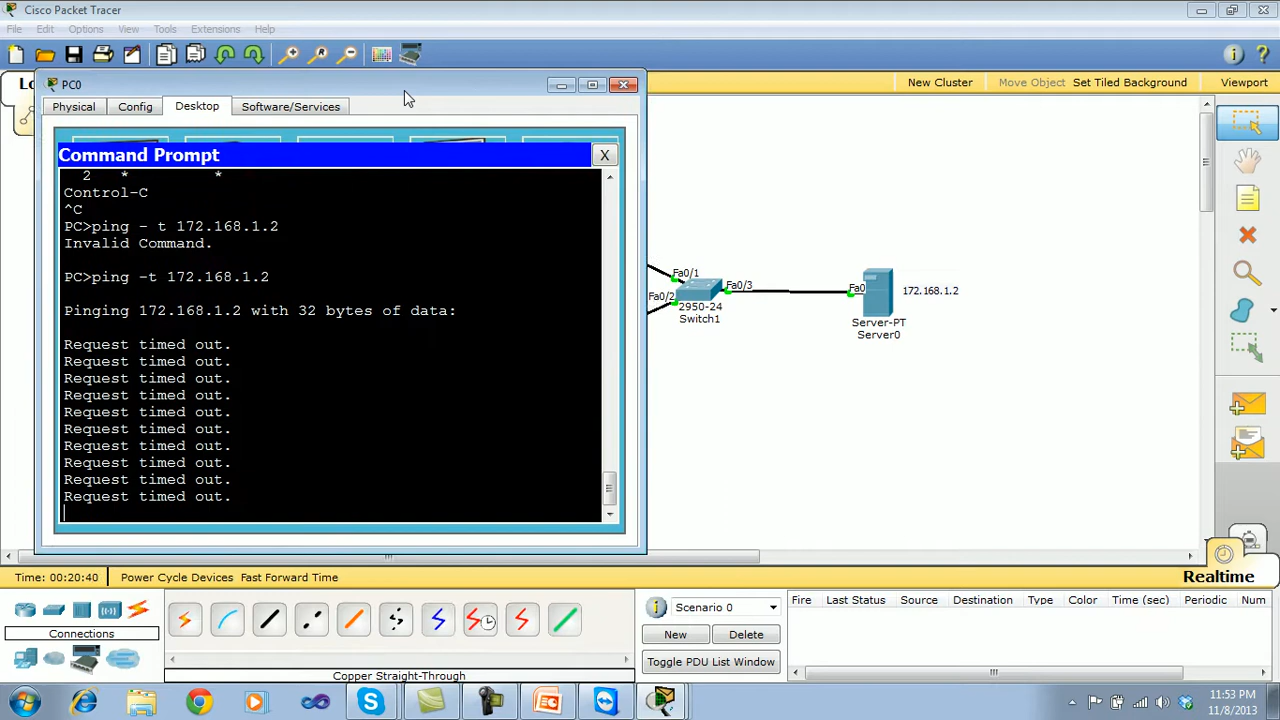 Cisco Packet Tracer
File Edit Options View Tools Extensions Help
New Cluster Move Object Set Tiled Background Viewport
PC0
Physical Config Desktop Software/Services
Command Prompt X
2 * *
Control-C
^C
PC>ping - t 172.168.1.2
Invalid Command.
PC>ping -t 172.168.1.2
Pinging 172.168.1.2 with 32 bytes of data:
Request timed out.
Request timed out.
Request timed out.
Request timed out.
Request timed out.
Request timed out.
Request timed out.
Request timed out.
Request timed out.
Request timed out.
Fa0/1
Fa0/3
Fa0/2
2950-24
Switch1
Fa0
172.168.1.2
Server-PT
Server0
Time: 00:20:40 Power Cycle Devices Fast Forward Time
Realtime
Connections
Copper Straight-Through
Scenario 0
New Delete
Toggle PDU List Window
Fire Last Status Source Destination Type Color Time (sec) Periodic Num
11:53 PM
11/8/2013